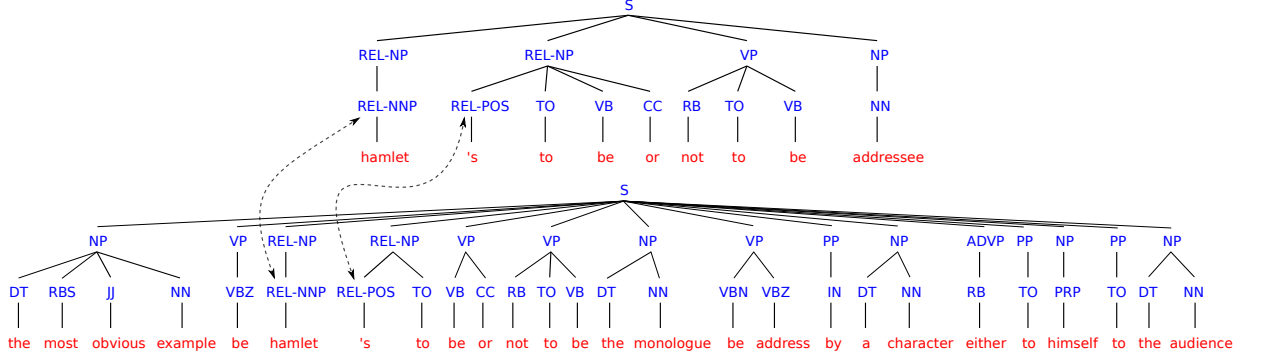 S
REL-NP REL-NP VP NP
REL-NNP REL-POS TO VB CC RB TO VB NN
hamlet 's to be or not to be addressee
S
NP VP REL-NP REL-NP VP VP NP VP PP NP ADVP PP NP PP NP
DT RBS JJ NN VBZ REL-NNP REL-POS TO VB CC RB TO VB DT NN VBN VBZ IN DT NN RB TO PRP TO DT NN
the most obvious example be hamlet 's to be or not to be the monologue be address by a character either to himself to the audience